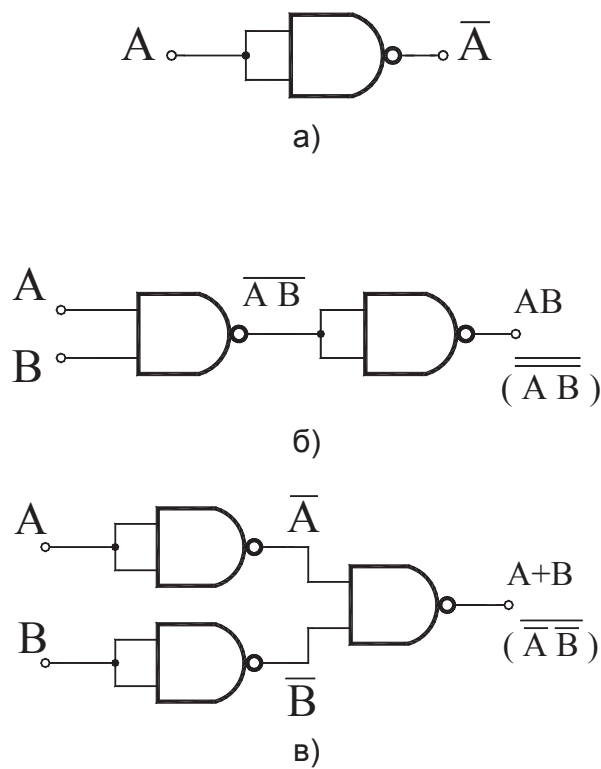 A A̅
а)
A A̅ ̅B̅ AB
B ( A̿ ̿B̿ )
б)
A A̅
A+B
B ( A̅̅ ̅B̅̅ )
B̅
в)